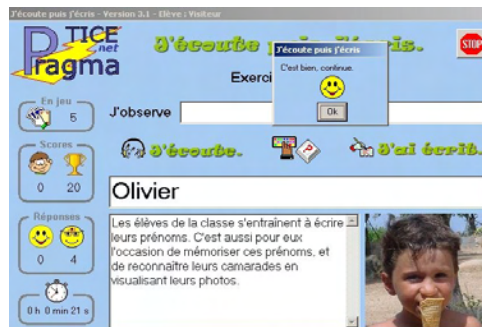 J'écoute puis j'écris - Version 3.1 - Elève : Visiteur
PragmaTICE
net
J'écoute puis j'écris.
STOP
J'écoute puis j'écris
C'est bien, continue.
Ok
Exerci
En jeu
5
J'observe
Scores
0 20
J'écoute.
?
J'ai écrit.
Olivier
Réponses
0 4
Les élèves de la classe s'entraînent à écrire
leurs prénoms. C'est aussi pour eux
l'occasion de mémoriser ces prénoms, et
de reconnaître leurs camarades en
visualisant leurs photos.
0 h 0 min 21 s